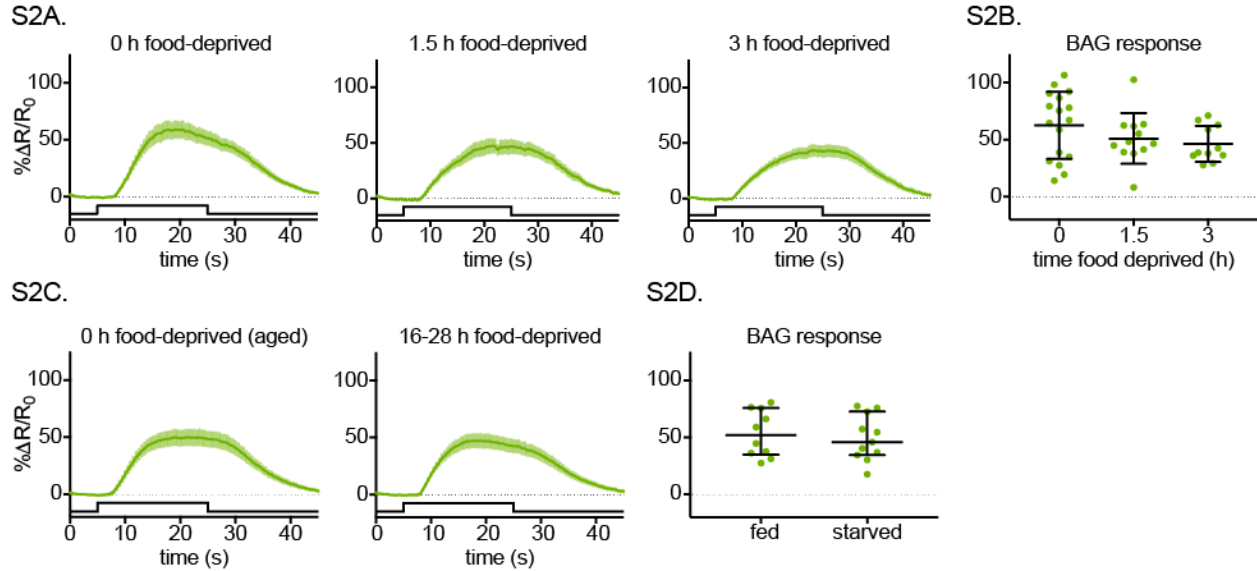 S2A.
S2B.
0 h food-deprived
1.5 h food-deprived
3 h food-deprived
BAG response
%ΔR/R0
100
50
0
100
50
0
100
50
0
100
50
0
0 10 20 30 40
0 10 20 30 40
0 10 20 30 40
0 1.5 3
time (s)
time (s)
time (s)
time food deprived (h)
S2C.
S2D.
0 h food-deprived (aged)
16-28 h food-deprived
BAG response
%ΔR/R0
100
50
0
100
50
0
100
50
0
0 10 20 30 40
0 10 20 30 40
fed starved
time (s)
time (s)